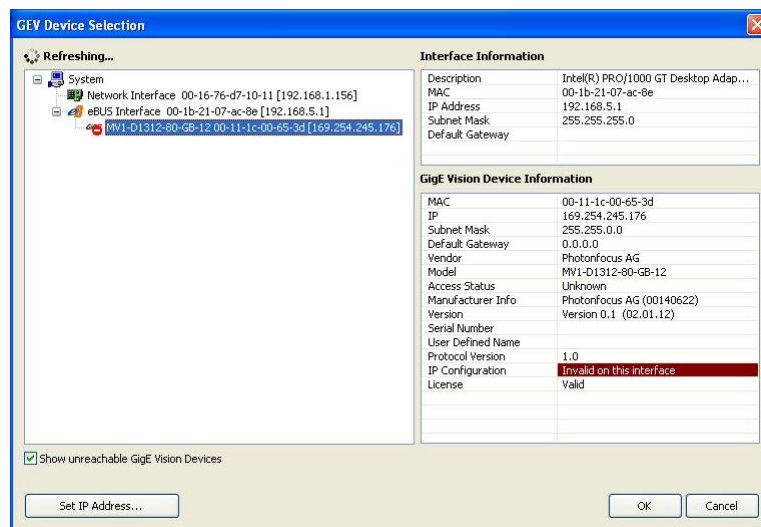 GEV Device Selection
Refreshing...
System
Network Interface 00-16-76-d7-10-11 [192.168.1.156]
eBUS Interface 00-1b-21-07-ac-8e [192.168.5.1]
MV1-D1312-80-GB-12 00-11-1c-00-65-3d [169.254.245.176]
Show unreachable GigE Vision Devices
Set IP Address...
Interface Information
Description Intel(R) PRO/1000 GT Desktop Adap...
MAC 00-1b-21-07-ac-8e
IP Address 192.168.5.1
Subnet Mask 255.255.255.0
Default Gateway
GigE Vision Device Information
MAC 00-11-1c-00-65-3d
IP 169.254.245.176
Subnet Mask 255.255.0.0
Default Gateway 0.0.0.0
Vendor Photonfocus AG
Model MV1-D1312-80-GB-12
Access Status Unknown
Manufacturer Info Photonfocus AG (00140622)
Version Version 0.1 (02.01.12)
Serial Number
User Defined Name
Protocol Version 1.0
IP Configuration Invalid on this interface
License Valid
OK Cancel